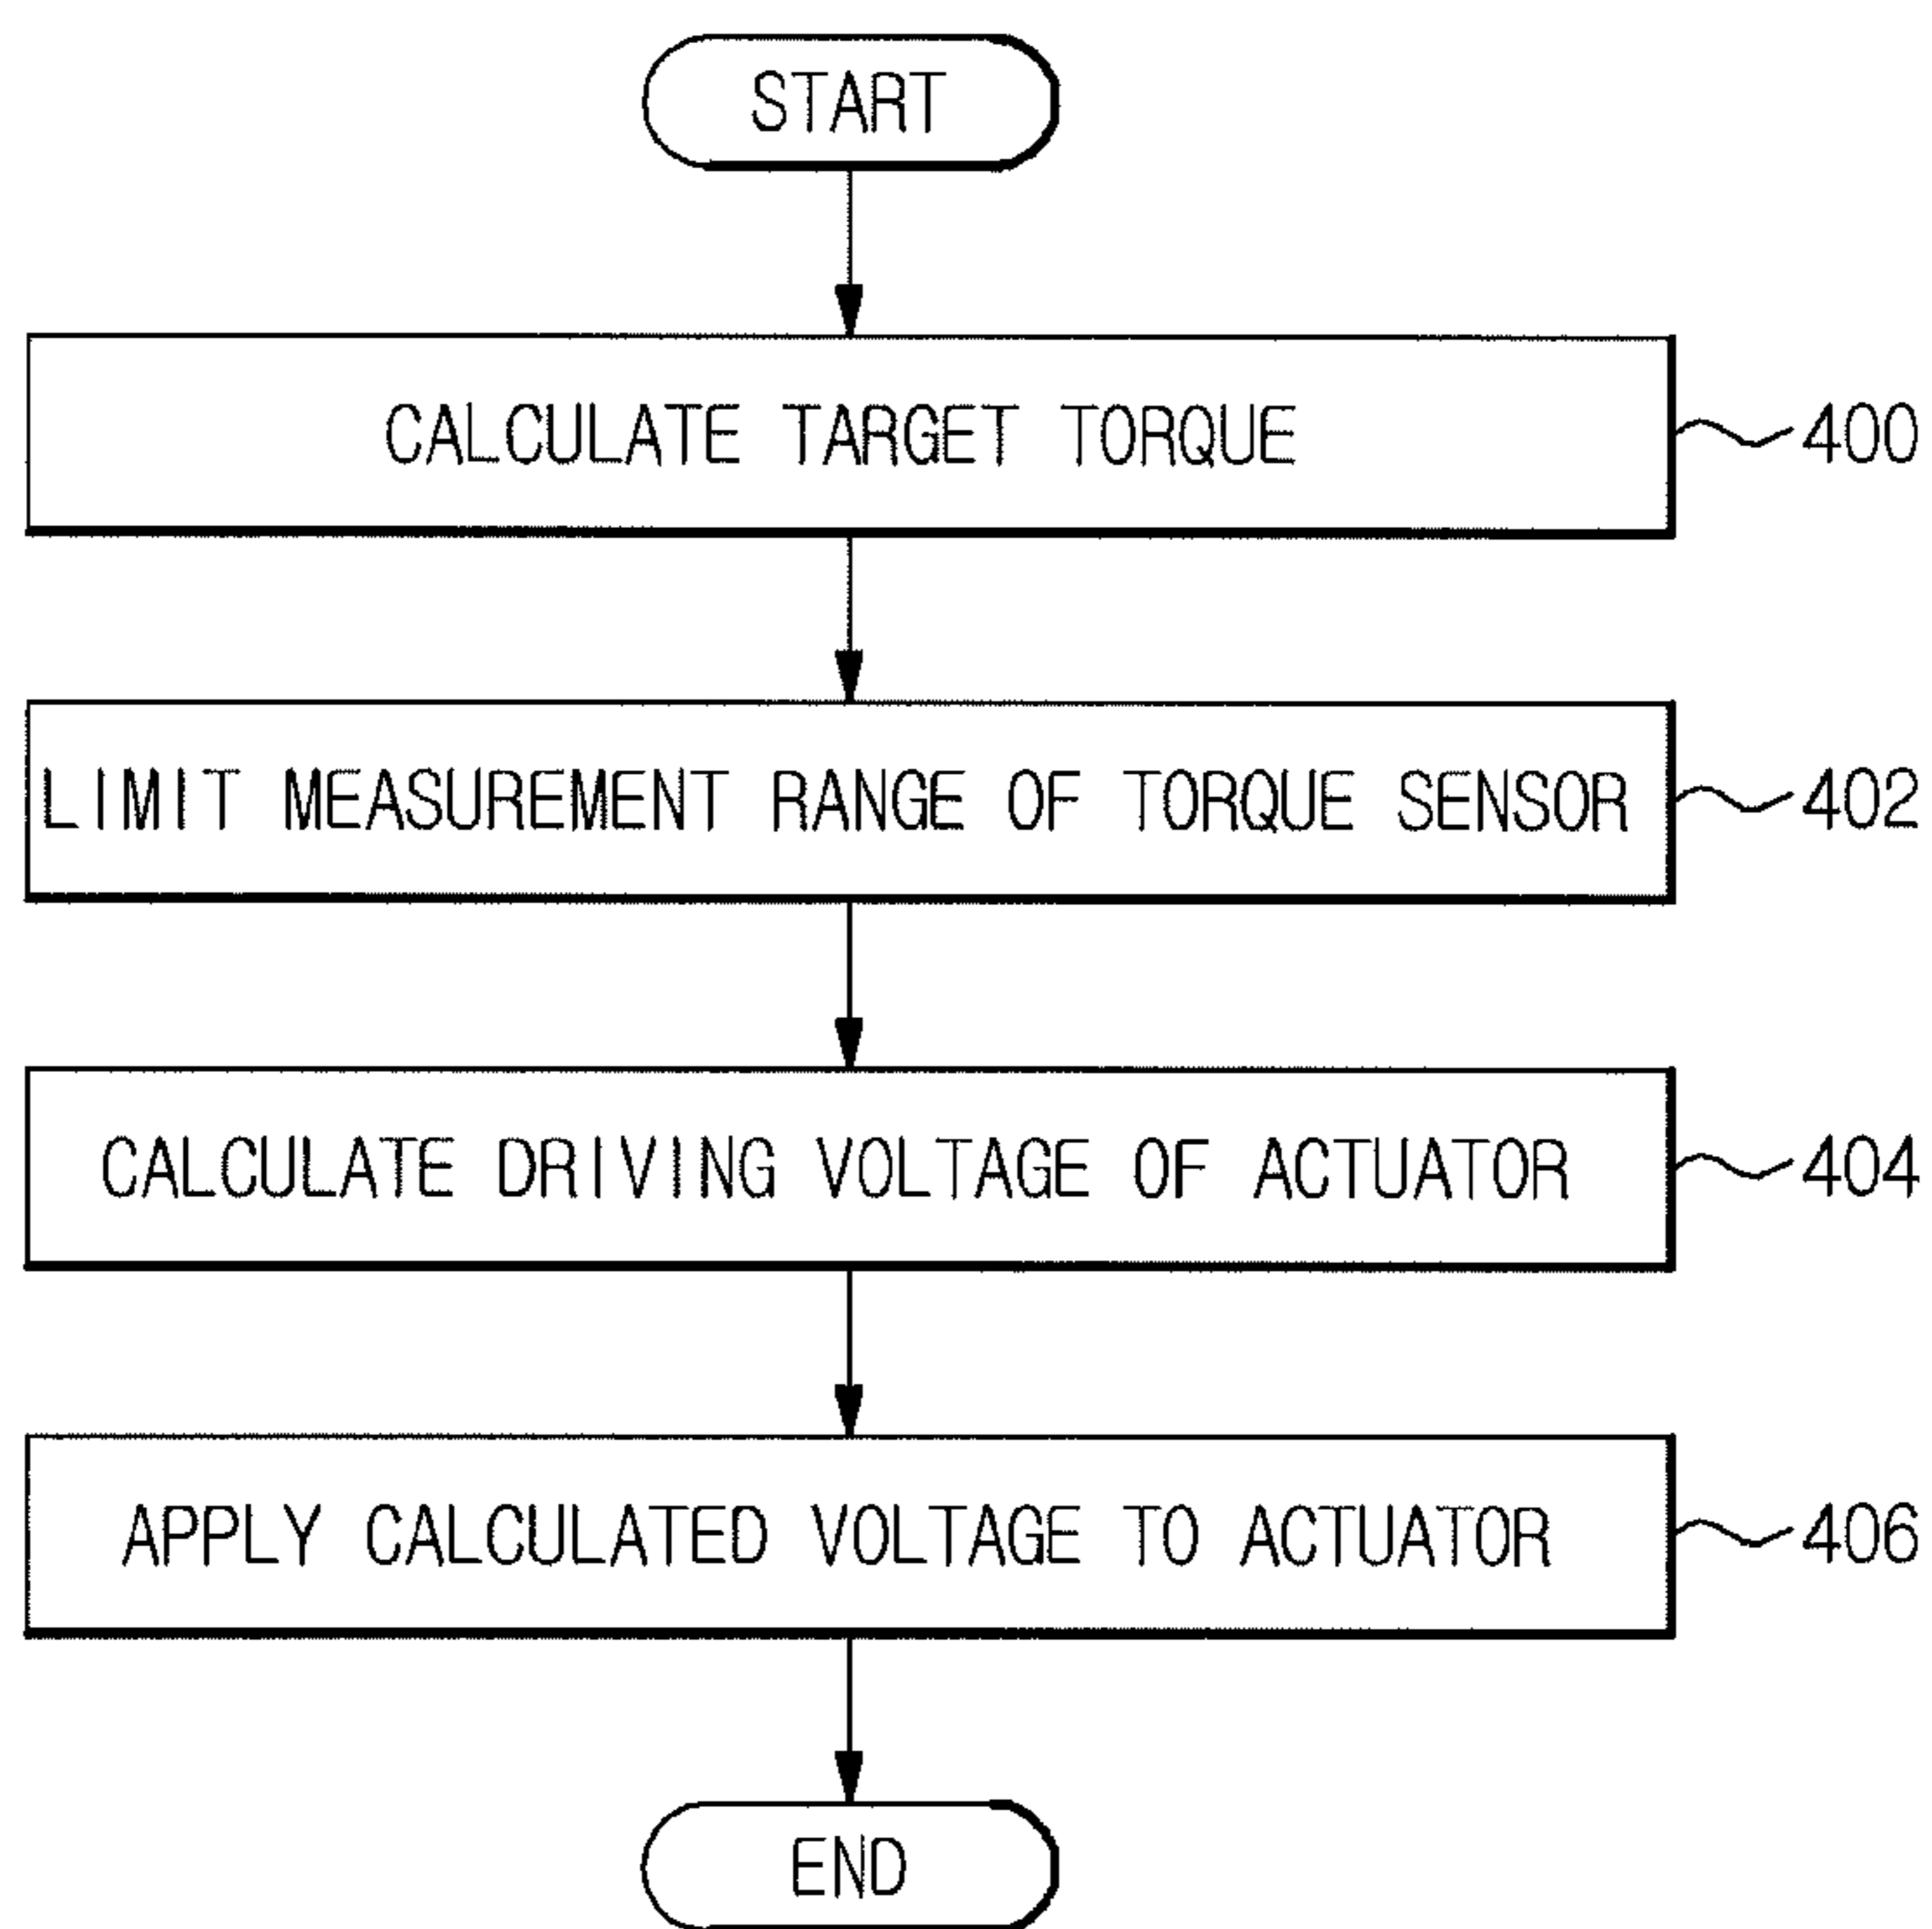 START
CALCULATE TARGET TORQUE
400
LIMIT MEASUREMENT RANGE OF TORQUE SENSOR
402
CALCULATE DRIVING VOLTAGE OF ACTUATOR
404
APPLY CALCULATED VOLTAGE TO ACTUATOR
406
END